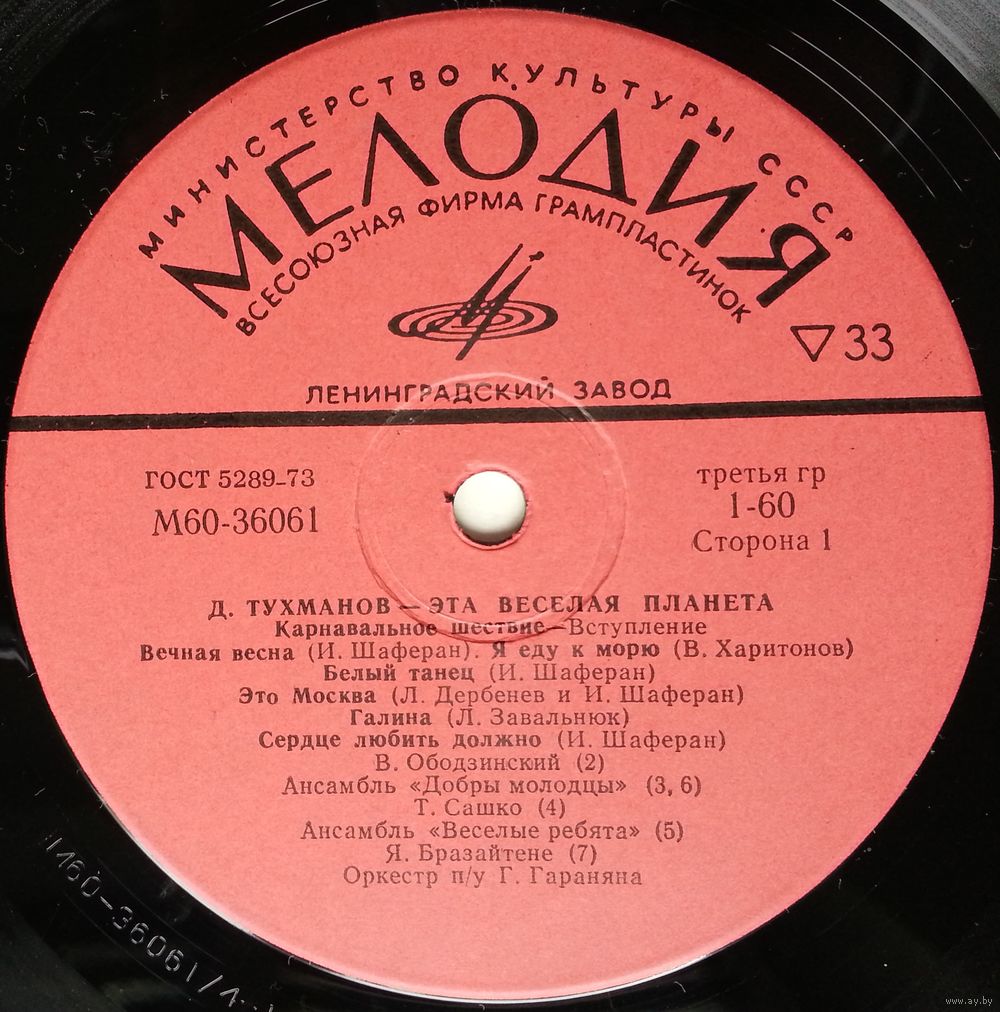 МИНИСТЕРСТВО КУЛЬТУРЫ СССР
МЕЛОДИЯ
ВСЕСОЮЗНАЯ ФИРМА ГРАМПЛАСТИНОК
33
ЛЕНИНГРАДСКИЙ ЗАВОД
ГОСТ 5289-73
М60-36061
третья гр
1-60
Сторона 1
Д. ТУХМАНОВ — ЭТА ВЕСЕЛАЯ ПЛАНЕТА
Карнавальное шествие—Вступление
Вечная весна (И. Шаферан). Я еду к морю (В. Харитонов)
Белый танец (И. Шаферан)
Это Москва (Л. Дербенев и И. Шаферан)
Галина (Л. Завальнюк)
Сердце любить должно (И. Шаферан)
В. Ободзинский (2)
Ансамбль «Добры молодцы» (3, 6)
Т. Сашко (4)
Ансамбль «Веселые ребята» (5)
Я. Бразайтене (7)
Оркестр п/у Г. Гараняна
www.ay.by